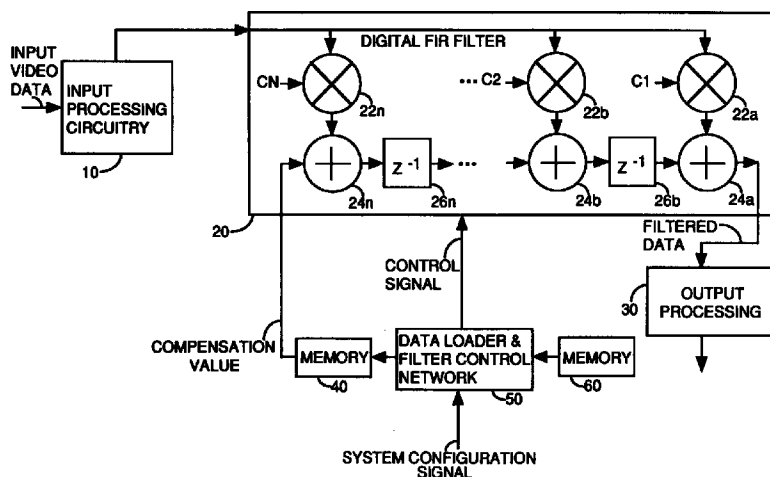 INPUT
VIDEO
DATA
INPUT
PROCESSING
CIRCUITRY
10
DIGITAL FIR FILTER
CN
22n
••• C2
22b
C1
22a
24n
Z -1
26n
•••
24b
Z -1
26b
24a
20
CONTROL
SIGNAL
FILTERED
DATA
30
OUTPUT
PROCESSING
COMPENSATION
VALUE
MEMORY
40
DATA LOADER &
FILTER CONTROL
NETWORK
50
MEMORY
60
SYSTEM CONFIGURATION
SIGNAL